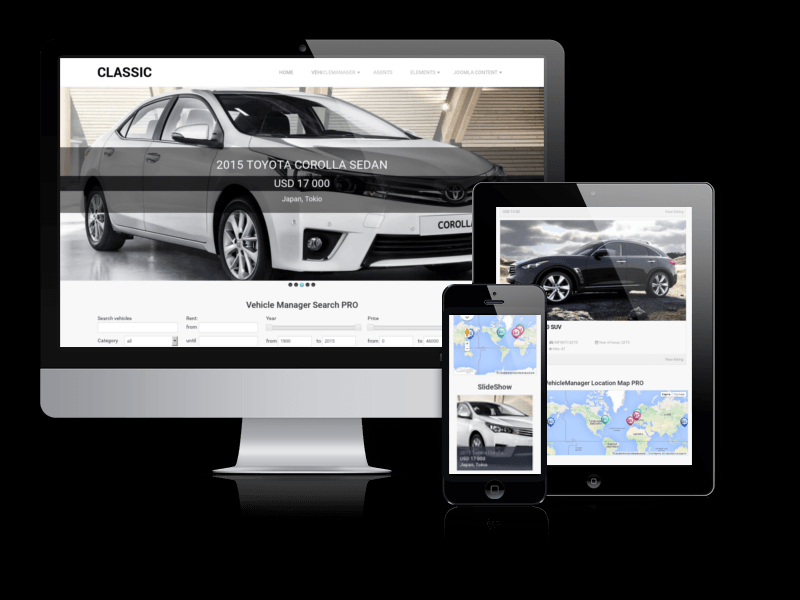 CLASSIC
HOME VEHICLEMANAGER AGENTS ELEMENTS JOOMLA CONTENT
2015 TOYOTA COROLLA SEDAN
USD 17 000
Japan, Tokio
COROLLA
Vehicle Manager Search PRO
Search vehicles Rent: Year Price
from
Category all until from 1900 to 2015 from 0 to
SUV
VehicleManager Location Map PRO
SlideShow
USD 17 000
Japan, Tokio